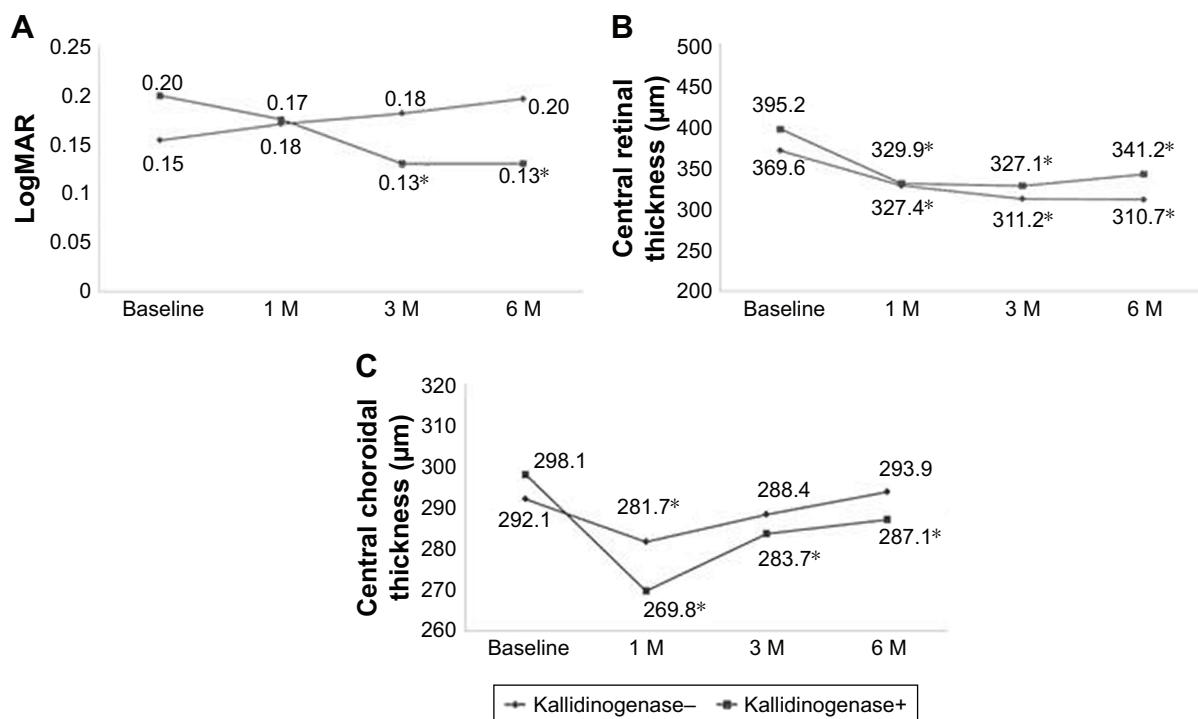 A
LogMAR
0.25
0.2
0.15
0.1
0.05
0
0.20
0.17
0.18
0.20
0.15
0.18
0.13*
0.13*
Baseline
1 M
3 M
6 M
B
Central retinal
thickness (µm)
500
450
400
350
300
250
200
395.2
329.9*
327.1*
341.2*
369.6
327.4*
311.2*
310.7*
Baseline
1 M
3 M
6 M
C
Central choroidal
thickness (µm)
320
310
300
290
280
270
260
298.1
281.7*
288.4
293.9
292.1
269.8*
283.7*
287.1*
Baseline
1 M
3 M
6 M
Kallidinogenase–
Kallidinogenase+